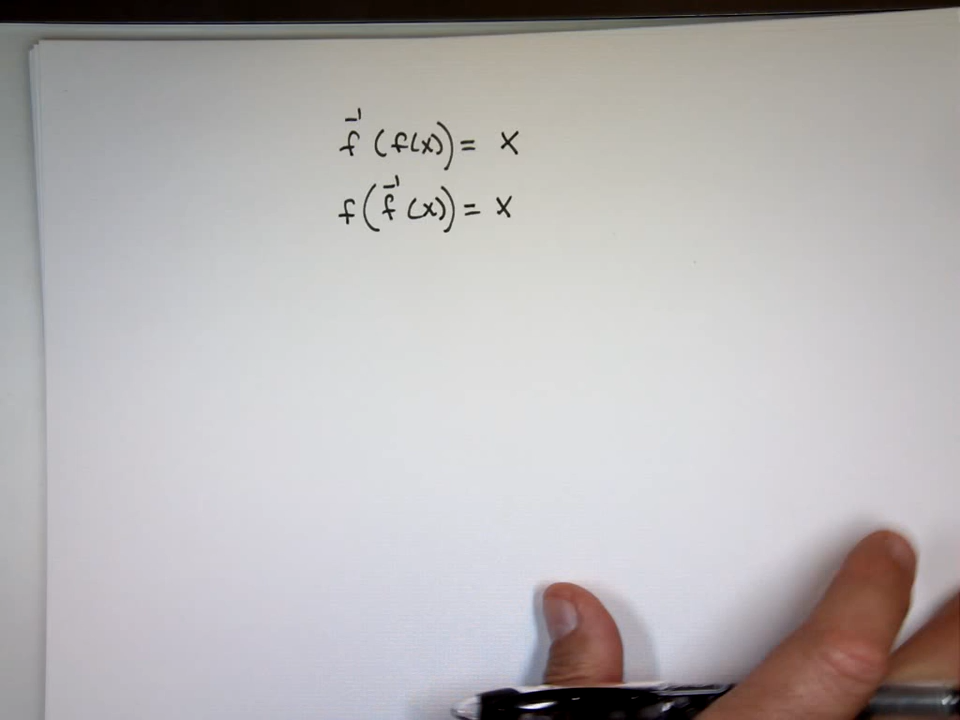 f⁻¹(f(x)) = x
f(f⁻¹(x)) = x